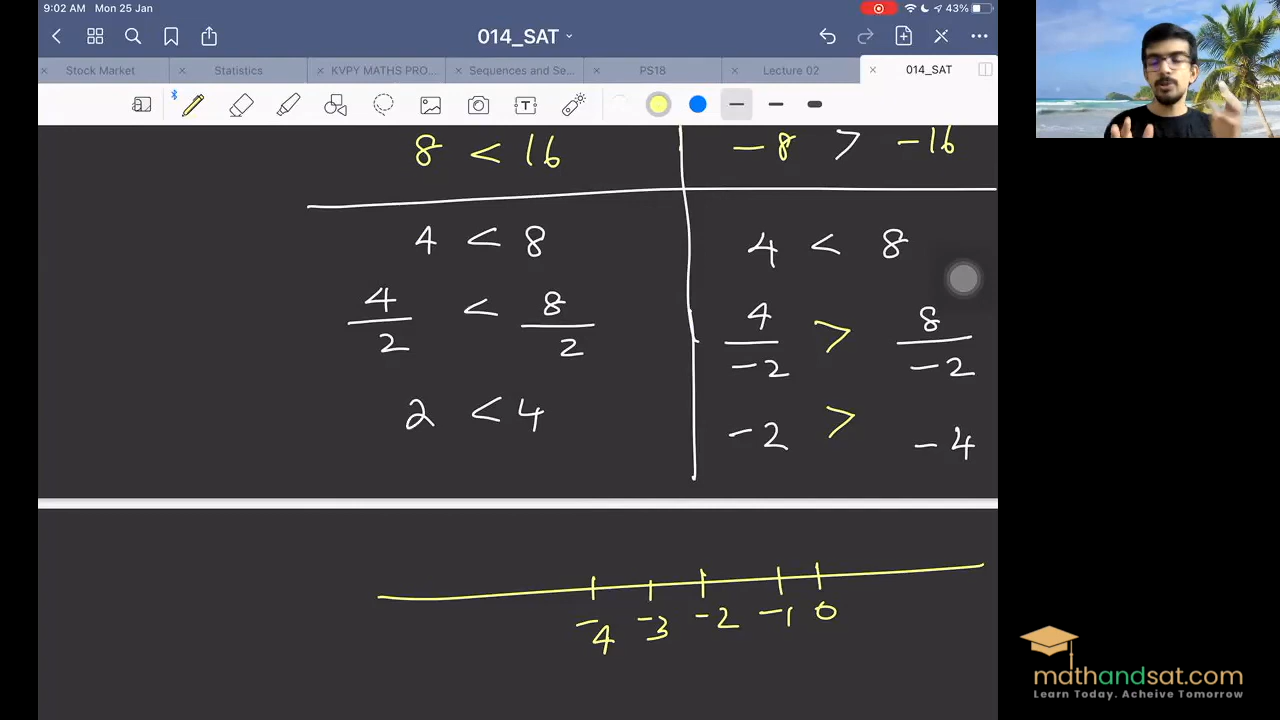 9:02 AM Mon 25 Jan 43%
014_SAT
Stock Market Statistics KVPY MATHS PRO... Sequences and Se... PS18 Lecture 02 014_SAT
8 < 16 -8 > -16
4 < 8 4 < 8
4/2 < 8/2 4/-2 > 8/-2
2 < 4 -2 > -4
-4 -3 -2 -1 0
mathandsat.com
Learn Today. Acheive Tomorrow